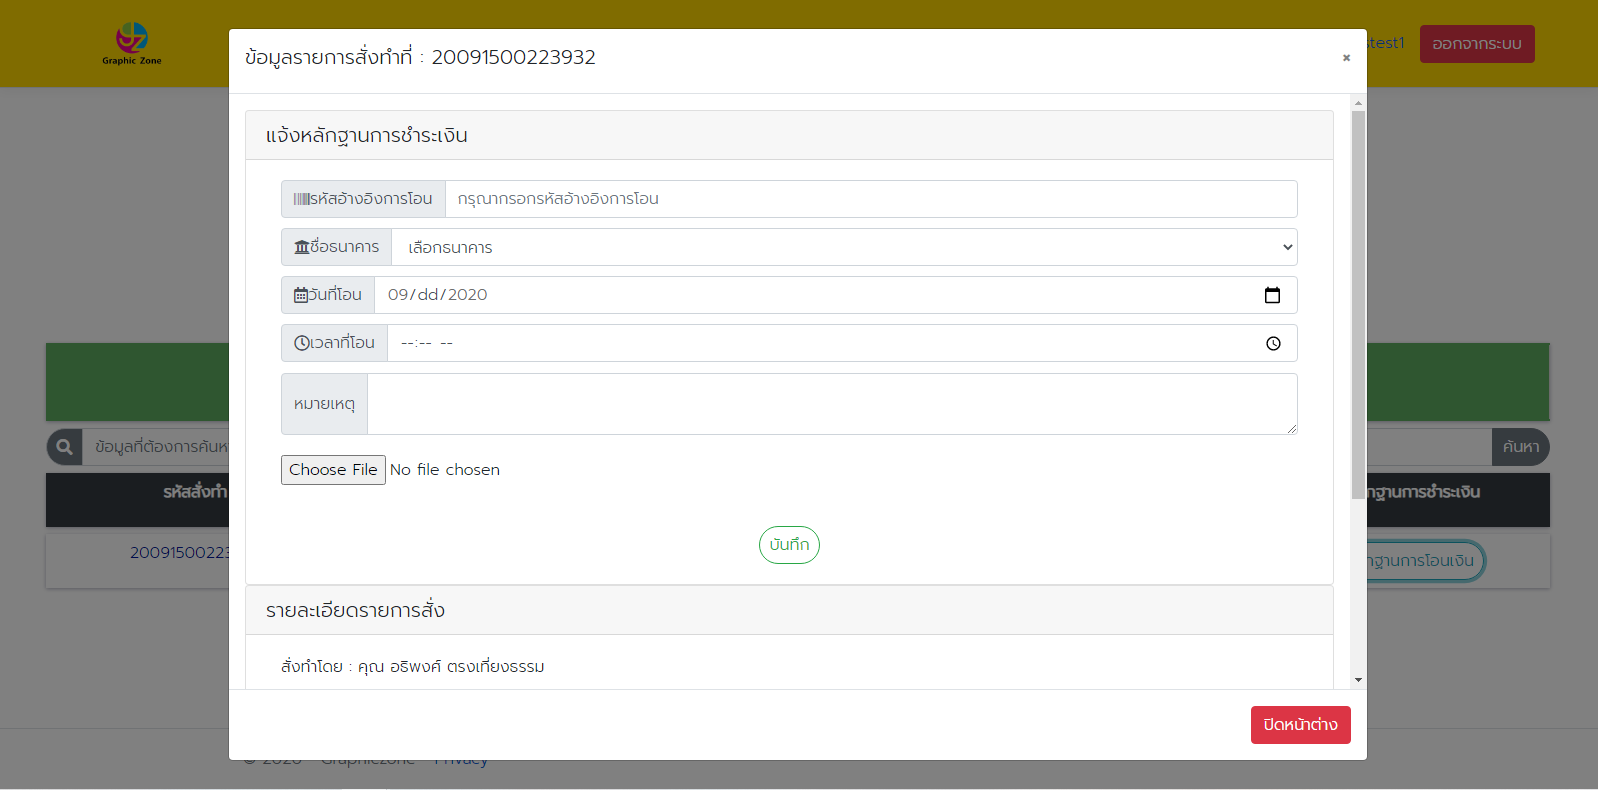 Graphic Zone
stest1
ออกจากระบบ
ข้อมูลรายการสั่งทำที่ : 20091500223932
×
แจ้งหลักฐานการชำระเงิน
รหัสอ้างอิงการโอน กรุณากรอกรหัสอ้างอิงการโอน
ชื่อธนาคาร เลือกธนาคาร
วันที่โอน 09/dd/2020
เวลาที่โอน --:-- --
หมายเหตุ
Choose File No file chosen
บันทึก
รายละเอียดรายการสั่ง
สั่งทำโดย : คุณ อธิพงศ์ ตรงเที่ยงธรรม
ปิดหน้าต่าง
ข้อมูลที่ต้องการค้นห
ค้นหา
รหัสสั่งทำ
ฐานการชำระเงิน
2009150022
ฐานการโอนเงิน
© 2020 - Graphiczone - Privacy